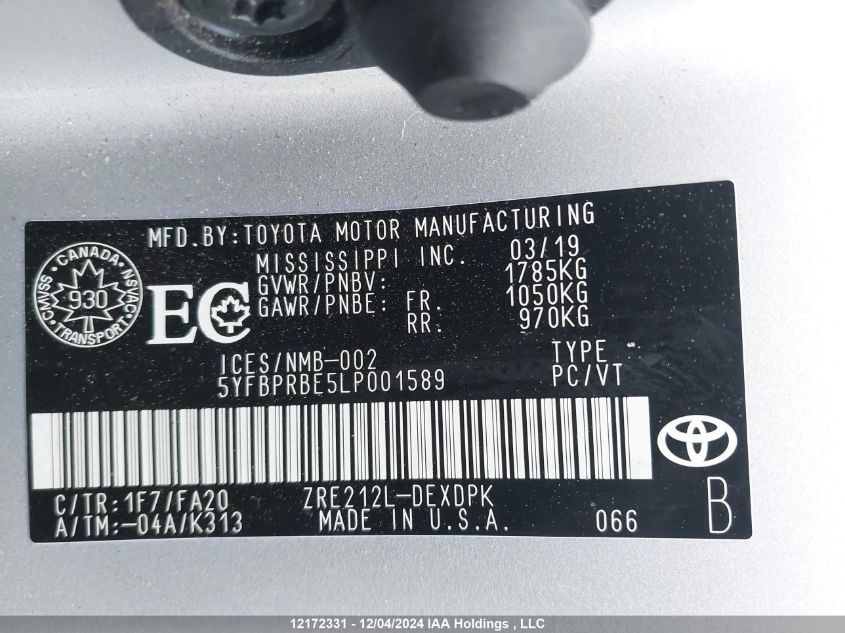 MFD.BY:TOYOTA MOTOR MANUFACTURING
MISSISSIPPI INC. 03/19
GVWR/PNBV: 1785KG
GAWR/PNBE: FR. 1050KG
RR. 970KG
CANADA
CMVSS 930 NSVAC
TRANSPORT
EC
ICES/NMB-002 TYPE :
5YFBPRBE5LP001589 PC/VT
C/TR:1F7/FA20 ZRE212L-DEXDPK
A/TM:-04A/K313 MADE IN U.S.A. 066 B
12172331 - 12/04/2024 IAA Holdings , LLC